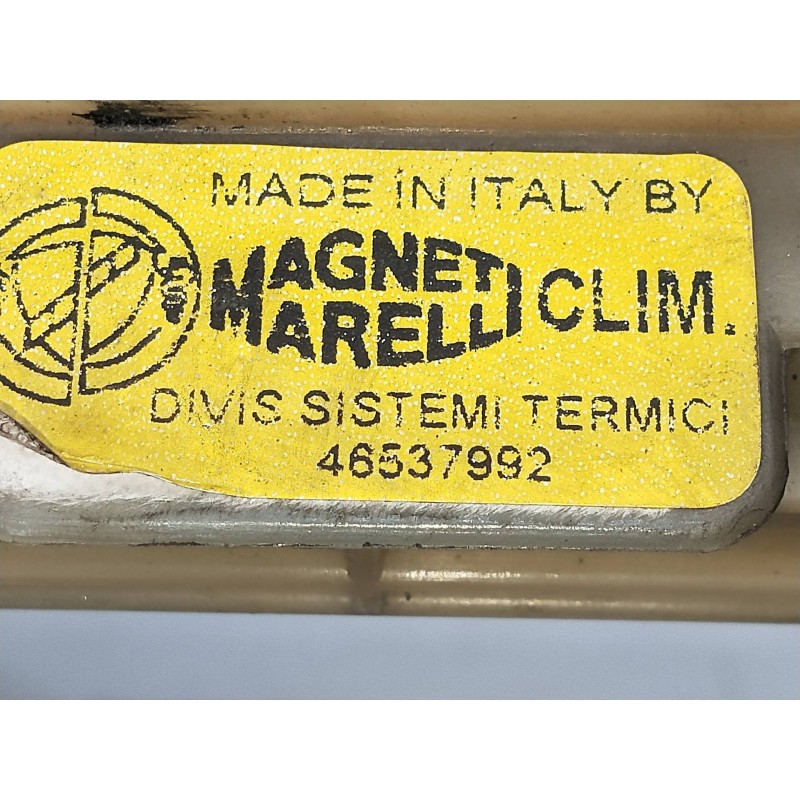 MADE IN ITALY BY
MAGNETI
MARELLI CLIM.
DIVIS SISTEMI TERMICI
46537992